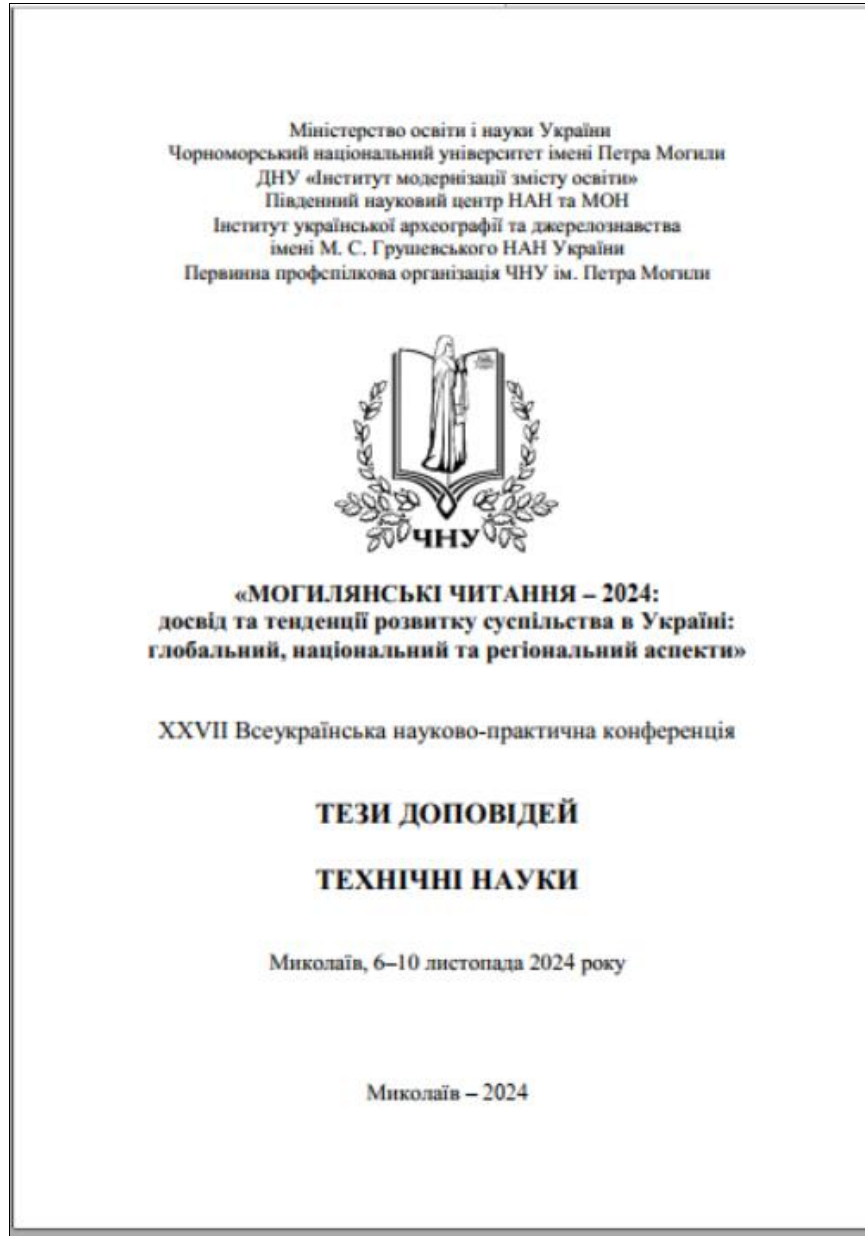 Міністерство освіти і науки України
Чорноморський національний університет імені Петра Могили
ДНУ «Інститут модернізації змісту освіти»
Південний науковий центр НАН та МОН
Інститут української археографії та джерелознавства
імені М. С. Грушевського НАН України
Первинна профспілкова організація ЧНУ ім. Петра Могили
ЧНУ
«МОГИЛЯНСЬКІ ЧИТАННЯ – 2024:
досвід та тенденції розвитку суспільства в Україні:
глобальний, національний та регіональний аспекти»
XXVII Всеукраїнська науково-практична конференція
ТЕЗИ ДОПОВІДЕЙ
ТЕХНІЧНІ НАУКИ
Миколаїв, 6–10 листопада 2024 року
Миколаїв – 2024